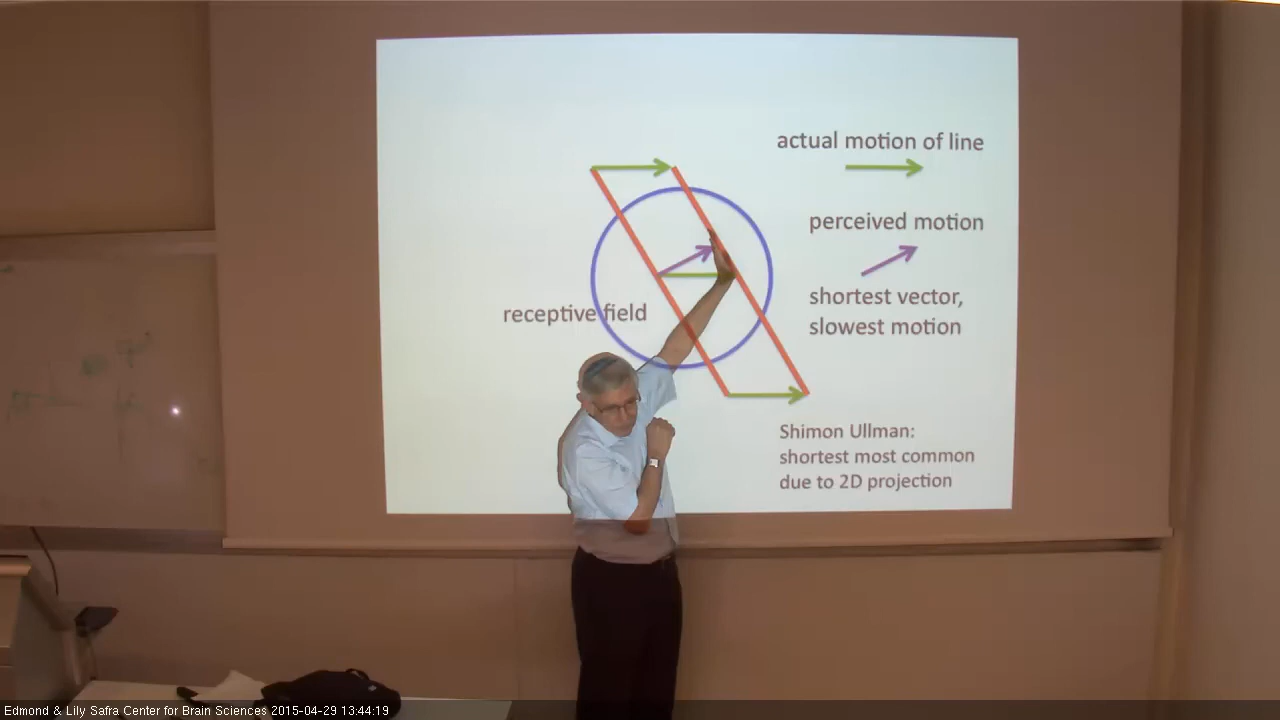 actual motion of line
perceived motion
receptive field
shortest vector,
slowest motion
Shimon Ullman:
shortest most common
due to 2D projection
Edmond & Lily Safra Center for Brain Sciences 2015-04-29 13:44:19